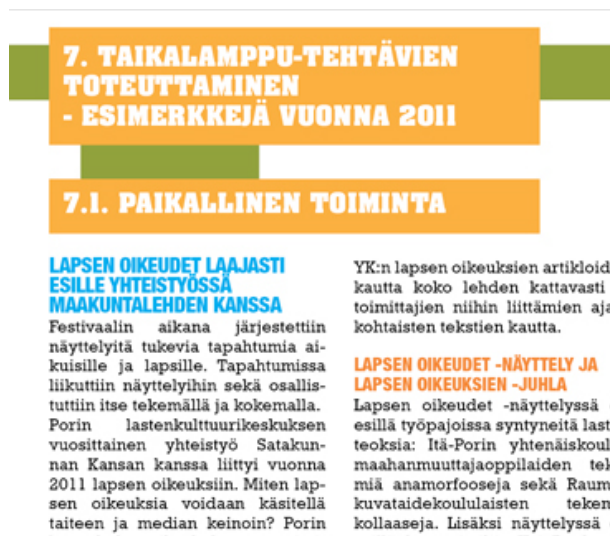 7. TAIKALAMPPU-TEHTÄVIEN
TOTEUTTAMINEN
- ESIMERKKEJÄ VUONNA 2011
7.1. PAIKALLINEN TOIMINTA
LAPSEN OIKEUDET LAAJASTI
ESILLE YHTEISTYÖSSÄ
MAAKUNTALEHDEN KANSSA
Festivaalin aikana järjestettiin
näyttelyitä tukevia tapahtumia ai-
kuisille ja lapsille. Tapahtumissa
liikuttiin näyttelyihin sekä osallis-
tuttiin itse tekemällä ja kokemalla.
Porin lastenkulttuurikeskuksen
vuosittainen yhteistyö Satakun-
nan Kansan kanssa liittyi vuonna
2011 lapsen oikeuksiin. Miten lap-
sen oikeuksia voidaan käsitellä
taiteen ja median keinoin? Porin
YK:n lapsen oikeuksien artikloid
kautta koko lehden kattavasti
toimittajien niihin liittämien aja
kohtaisten tekstien kautta.
LAPSEN OIKEUDET -NÄYTTELY JA
LAPSEN OIKEUKSIEN -JUHLA
Lapsen oikeudet -näyttelyssä
esillä työpajoissa syntyneitä last
teoksia: Itä-Porin yhtenäiskoul
maahanmuuttajaoppilaiden tek
miä anamorfooseja sekä Raum
kuvataidekoululaisten tekem
kollaaseja. Lisäksi näyttelyssä